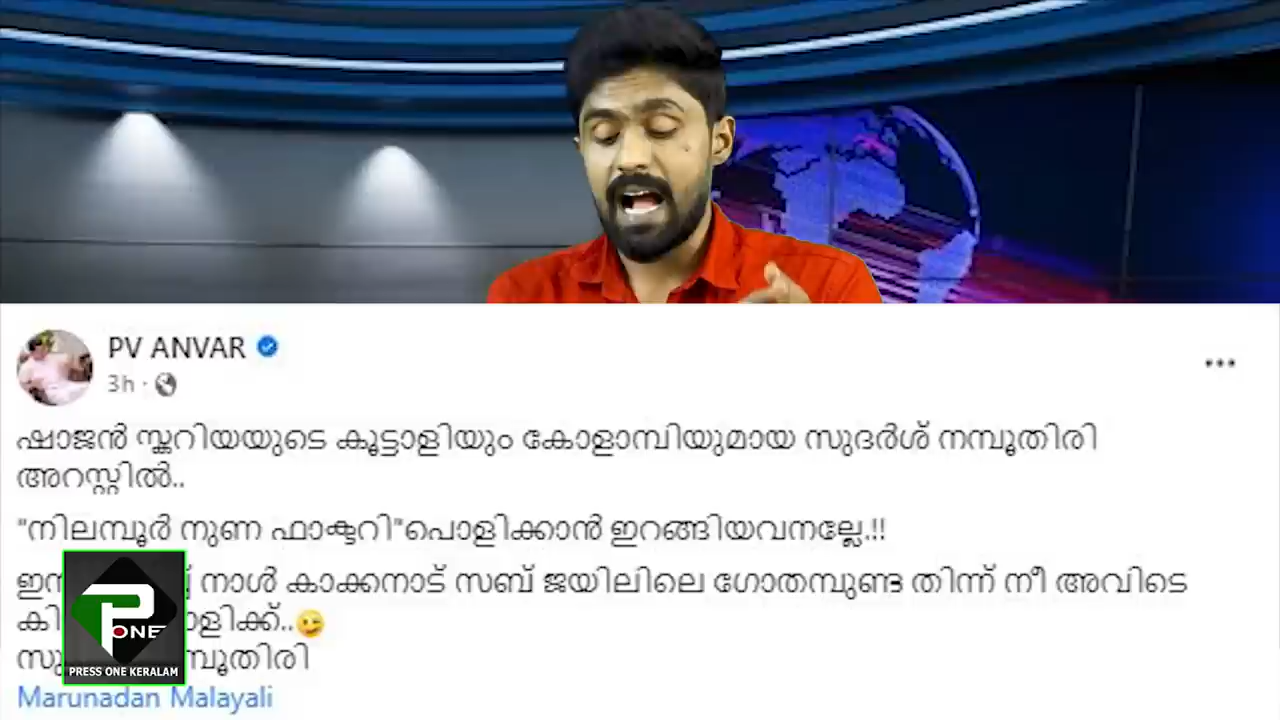 PV ANVAR
3h ·
ഷാജൻ സ്കറിയയുടെ കൂട്ടാളിയും കോളാമ്പിയുമായ സുദർശ് നമ്പൂതിരി
അറസ്റ്റിൽ..
"നിലമ്പൂർ നുണ ഫാക്ടറി"പൊളിക്കാൻ ഇറങ്ങിയവനല്ലേ.!!
നാൾ കാക്കനാട് സബ് ജയിലിലെ ഗോതമ്പുണ്ട തിന്ന് നീ അവിടെ
P ONE
PRESS ONE KERALAM
Marunadan Malayali